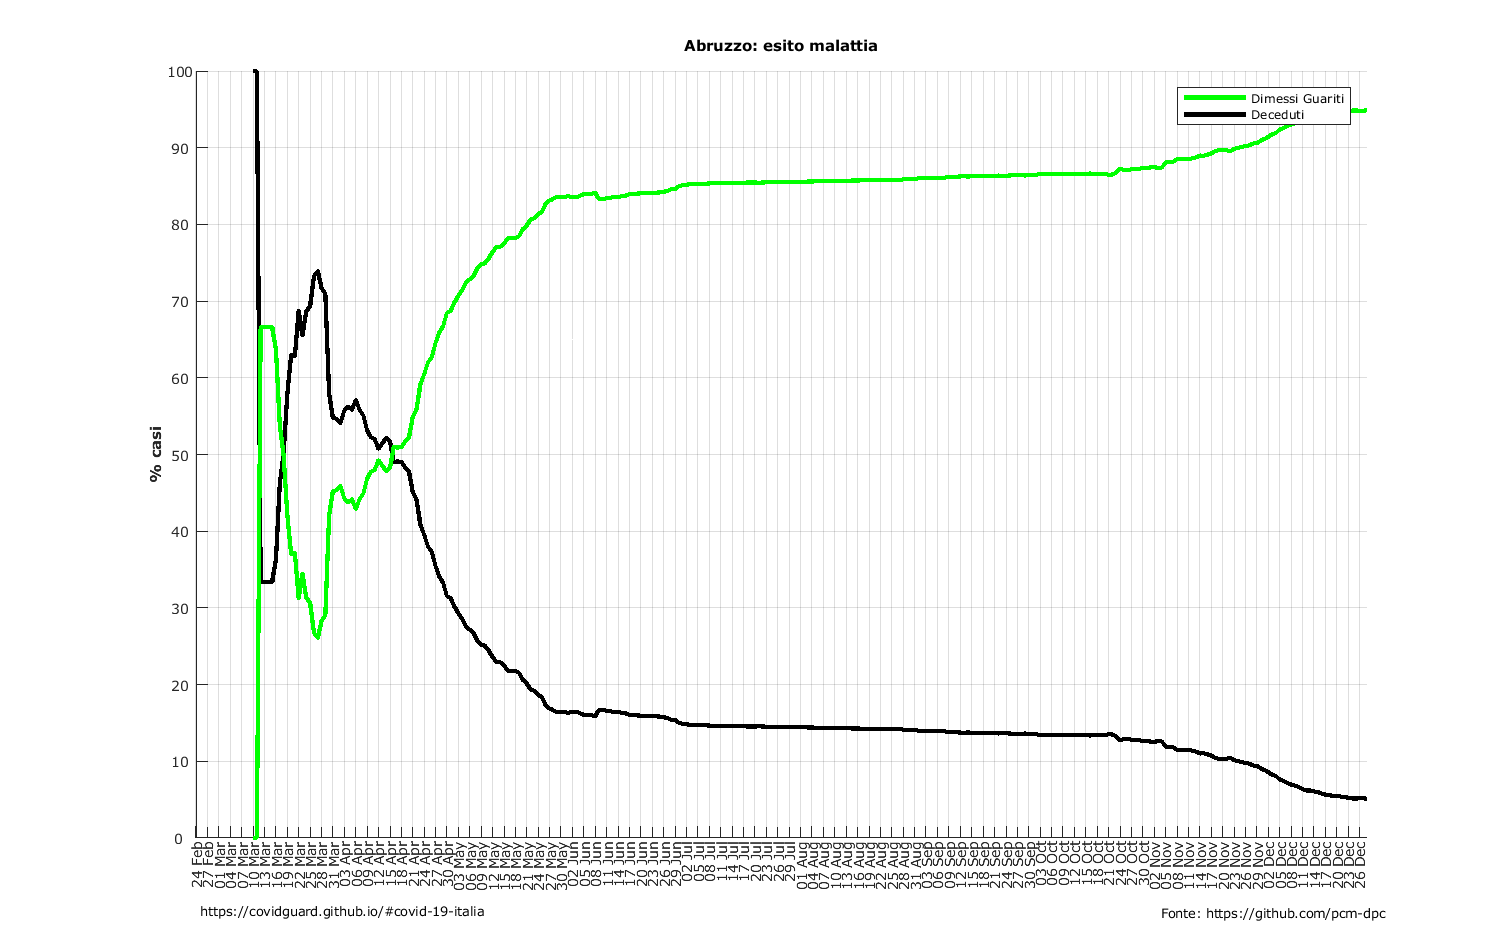 Abruzzo: esito malattia
Dimessi Guariti
Deceduti
% casi
100
90
80
70
60
50
40
30
20
10
0
24 Feb
27 Feb
01 Mar
04 Mar
07 Mar
10 Mar
13 Mar
16 Mar
19 Mar
22 Mar
25 Mar
28 Mar
31 Mar
03 Apr
06 Apr
09 Apr
12 Apr
15 Apr
18 Apr
21 Apr
24 Apr
27 Apr
30 Apr
03 May
06 May
09 May
12 May
15 May
18 May
21 May
24 May
27 May
30 May
02 Jun
05 Jun
08 Jun
11 Jun
14 Jun
17 Jun
20 Jun
23 Jun
26 Jun
29 Jun
02 Jul
05 Jul
08 Jul
11 Jul
14 Jul
17 Jul
20 Jul
23 Jul
26 Jul
29 Jul
01 Aug
04 Aug
07 Aug
10 Aug
13 Aug
16 Aug
19 Aug
22 Aug
25 Aug
28 Aug
31 Aug
03 Sep
06 Sep
09 Sep
12 Sep
15 Sep
18 Sep
21 Sep
24 Sep
27 Sep
30 Sep
03 Oct
06 Oct
09 Oct
12 Oct
15 Oct
18 Oct
21 Oct
24 Oct
27 Oct
30 Oct
02 Nov
05 Nov
08 Nov
11 Nov
14 Nov
17 Nov
20 Nov
23 Nov
26 Nov
29 Nov
02 Dec
05 Dec
08 Dec
11 Dec
14 Dec
17 Dec
20 Dec
23 Dec
26 Dec
https://covidguard.github.io/#covid-19-italia
Fonte: https://github.com/pcm-dpc